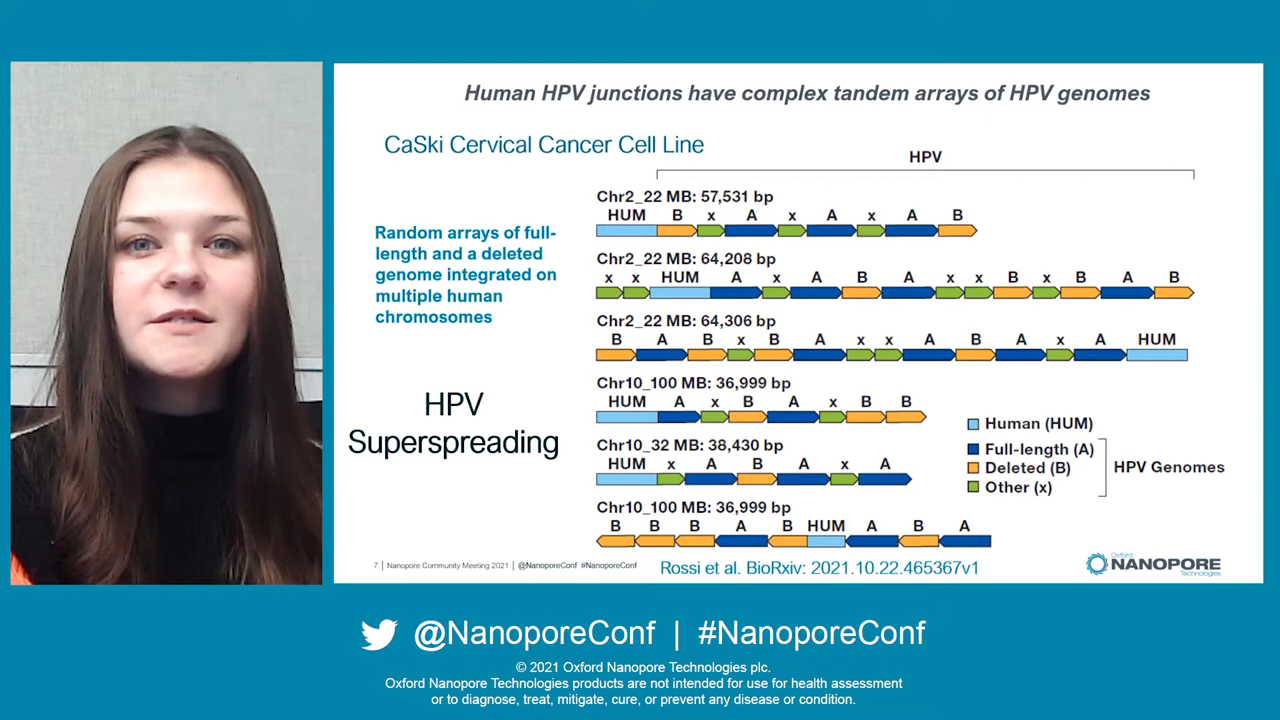 Human HPV junctions have complex tandem arrays of HPV genomes
CaSki Cervical Cancer Cell Line
HPV
Random arrays of full-
length and a deleted
genome integrated on
multiple human
chromosomes
HPV
Superspreading
Chr2_22 MB: 57,531 bp
HUM B x A x A x A B
Chr2_22 MB: 64,208 bp
x x HUM A x A B A x x B x B A B
Chr2_22 MB: 64,306 bp
B A B x B A x x A B A x A HUM
Chr10_100 MB: 36,999 bp
HUM A x B A x B B
Chr10_32 MB: 38,430 bp
HUM x A B A x A
Chr10_100 MB: 36,999 bp
B B B A B HUM A B A
Human (HUM)
Full-length (A)
Deleted (B)
Other (x)
HPV Genomes
7 | Nanopore Community Meeting 2021 | @NanoporeConf #NanoporeConf
Rossi et al. BioRxiv: 2021.10.22.465367v1
Oxford
NANOPORE
Technologies
@NanoporeConf | #NanoporeConf
© 2021 Oxford Nanopore Technologies plc.
Oxford Nanopore Technologies products are not intended for use for health assessment
or to diagnose, treat, mitigate, cure, or prevent any disease or condition.